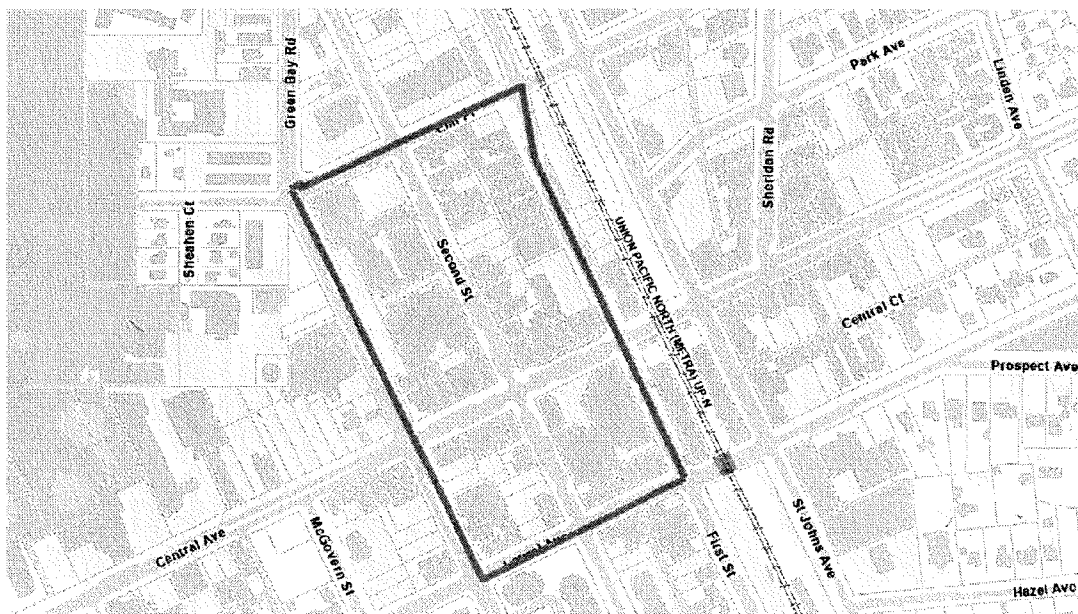 Green Bay Rd
Park Ave
Linden Ave
Sheridan Rd
Sheahen Ct
Second St
UNION PACIFIC NORTH (METRA) UP-N
Central Ct
Prospect Ave
Central Ave
McGovern St
First St
St Johns Ave
Hazel Ave